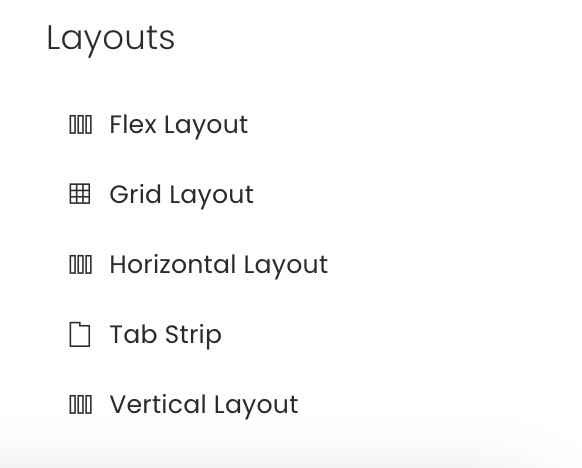 Layouts
Flex Layout
Grid Layout
Horizontal Layout
Tab Strip
Vertical Layout